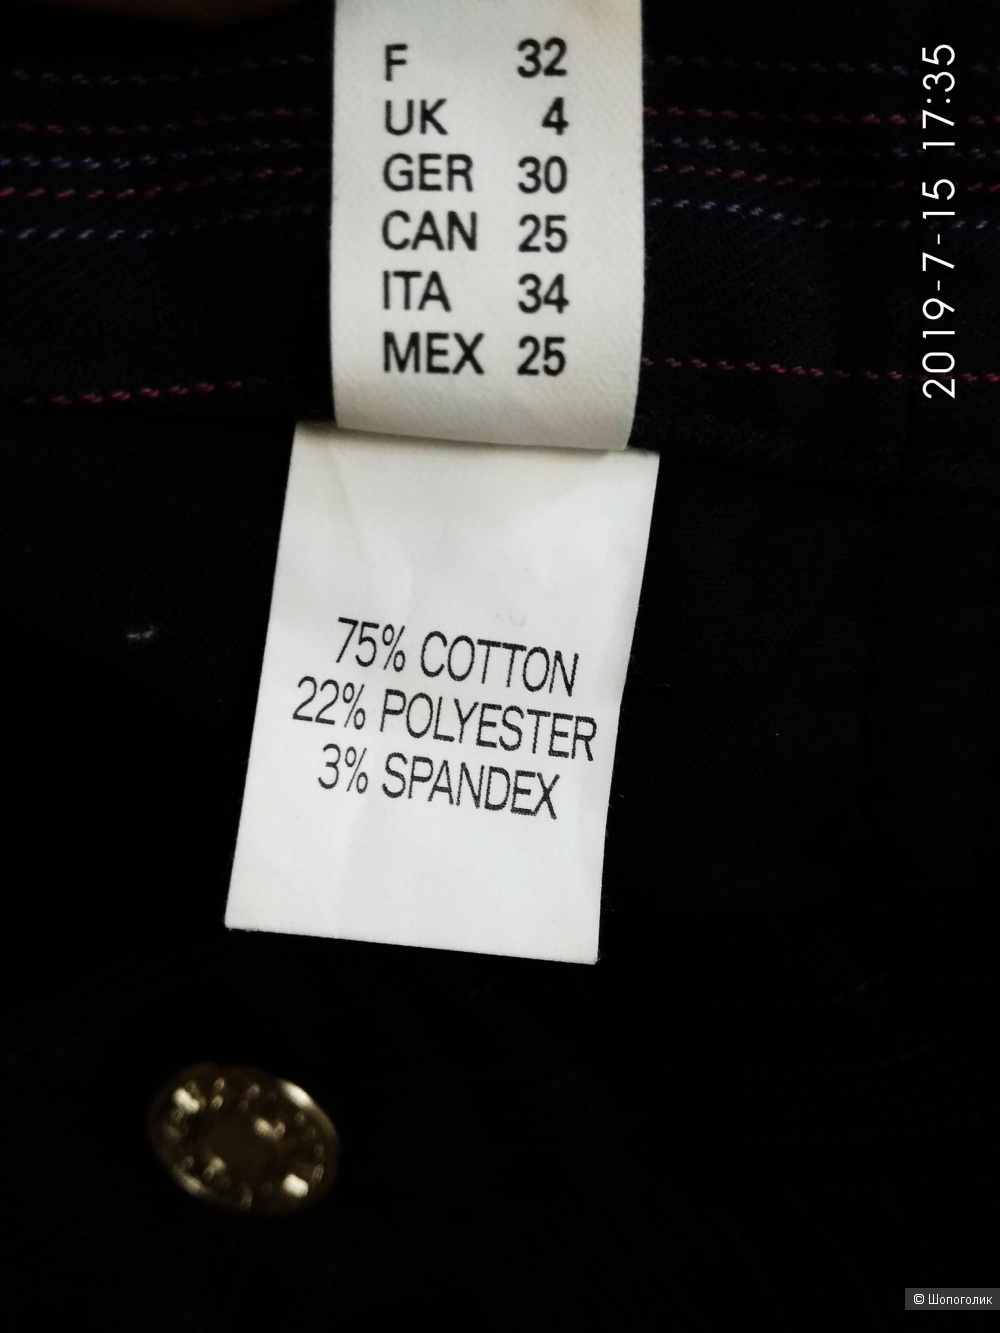 F 32
UK 4
GER 30
CAN 25
ITA 34
MEX 25
75% COTTON
22% POLYESTER
3% SPANDEX
2019-7-15 17:35
© Шопоголик